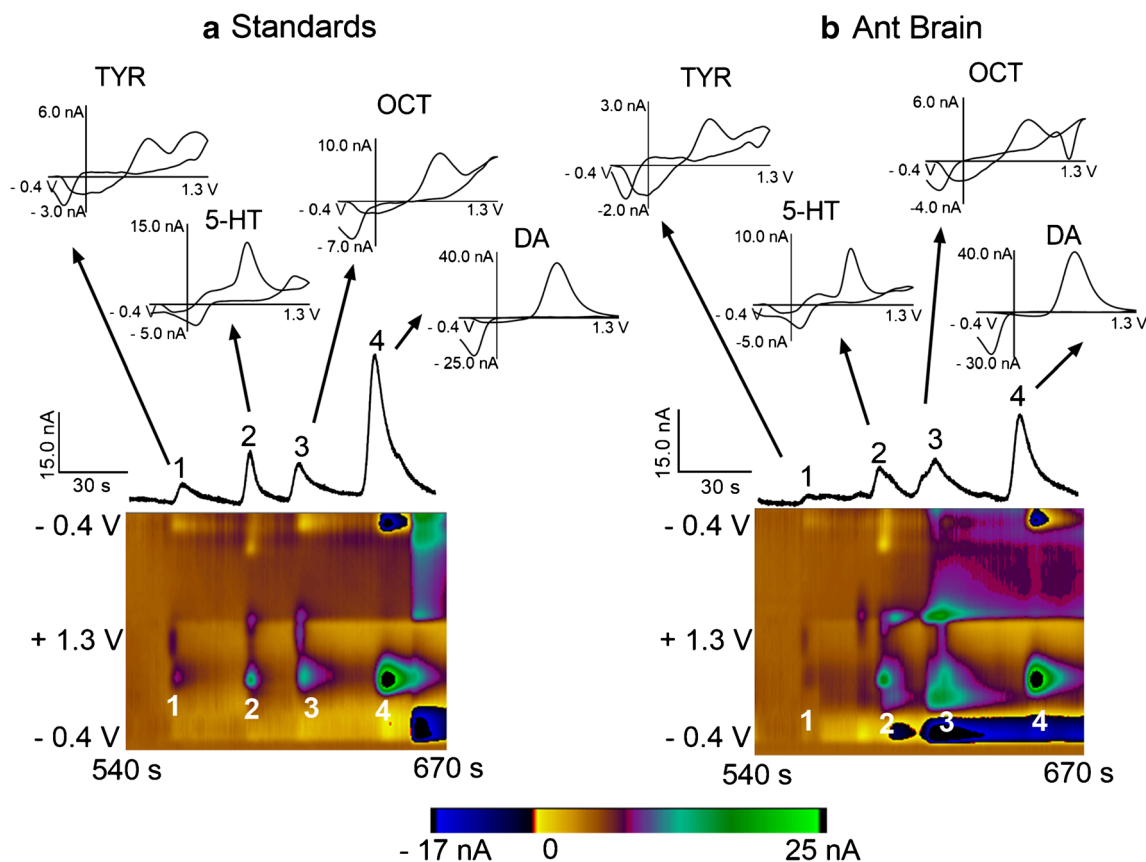 a Standards
TYR
6.0 nA
- 0.4 V
1.3 V
- 3.0 nA
OCT
10.0 nA
- 0.4 V
1.3 V
- 7.0 nA
5-HT
15.0 nA
- 0.4 V
1.3 V
- 5.0 nA
DA
40.0 nA
- 0.4 V
1.3 V
- 25.0 nA
15.0 nA
30 s
1
2
3
4
- 0.4 V
+ 1.3 V
- 0.4 V
1
2
3
4
540 s
670 s
b Ant Brain
TYR
3.0 nA
- 0.4 V
1.3 V
-2.0 nA
OCT
6.0 nA
- 0.4 V
1.3 V
-4.0 nA
5-HT
10.0 nA
- 0.4 V
1.3 V
-5.0 nA
DA
40.0 nA
- 0.4 V
1.3 V
- 30.0 nA
15.0 nA
30 s
1
2
3
4
- 0.4 V
+ 1.3 V
- 0.4 V
1
2
3
4
540 s
670 s
- 17 nA
0
25 nA